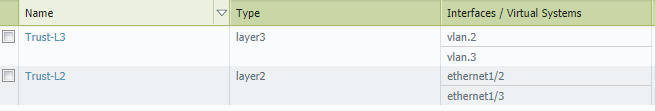 Name Type Interfaces / Virtual Systems
Trust-L3 layer3 vlan.2
vlan.3
Trust-L2 layer2 ethernet1/2
ethernet1/3